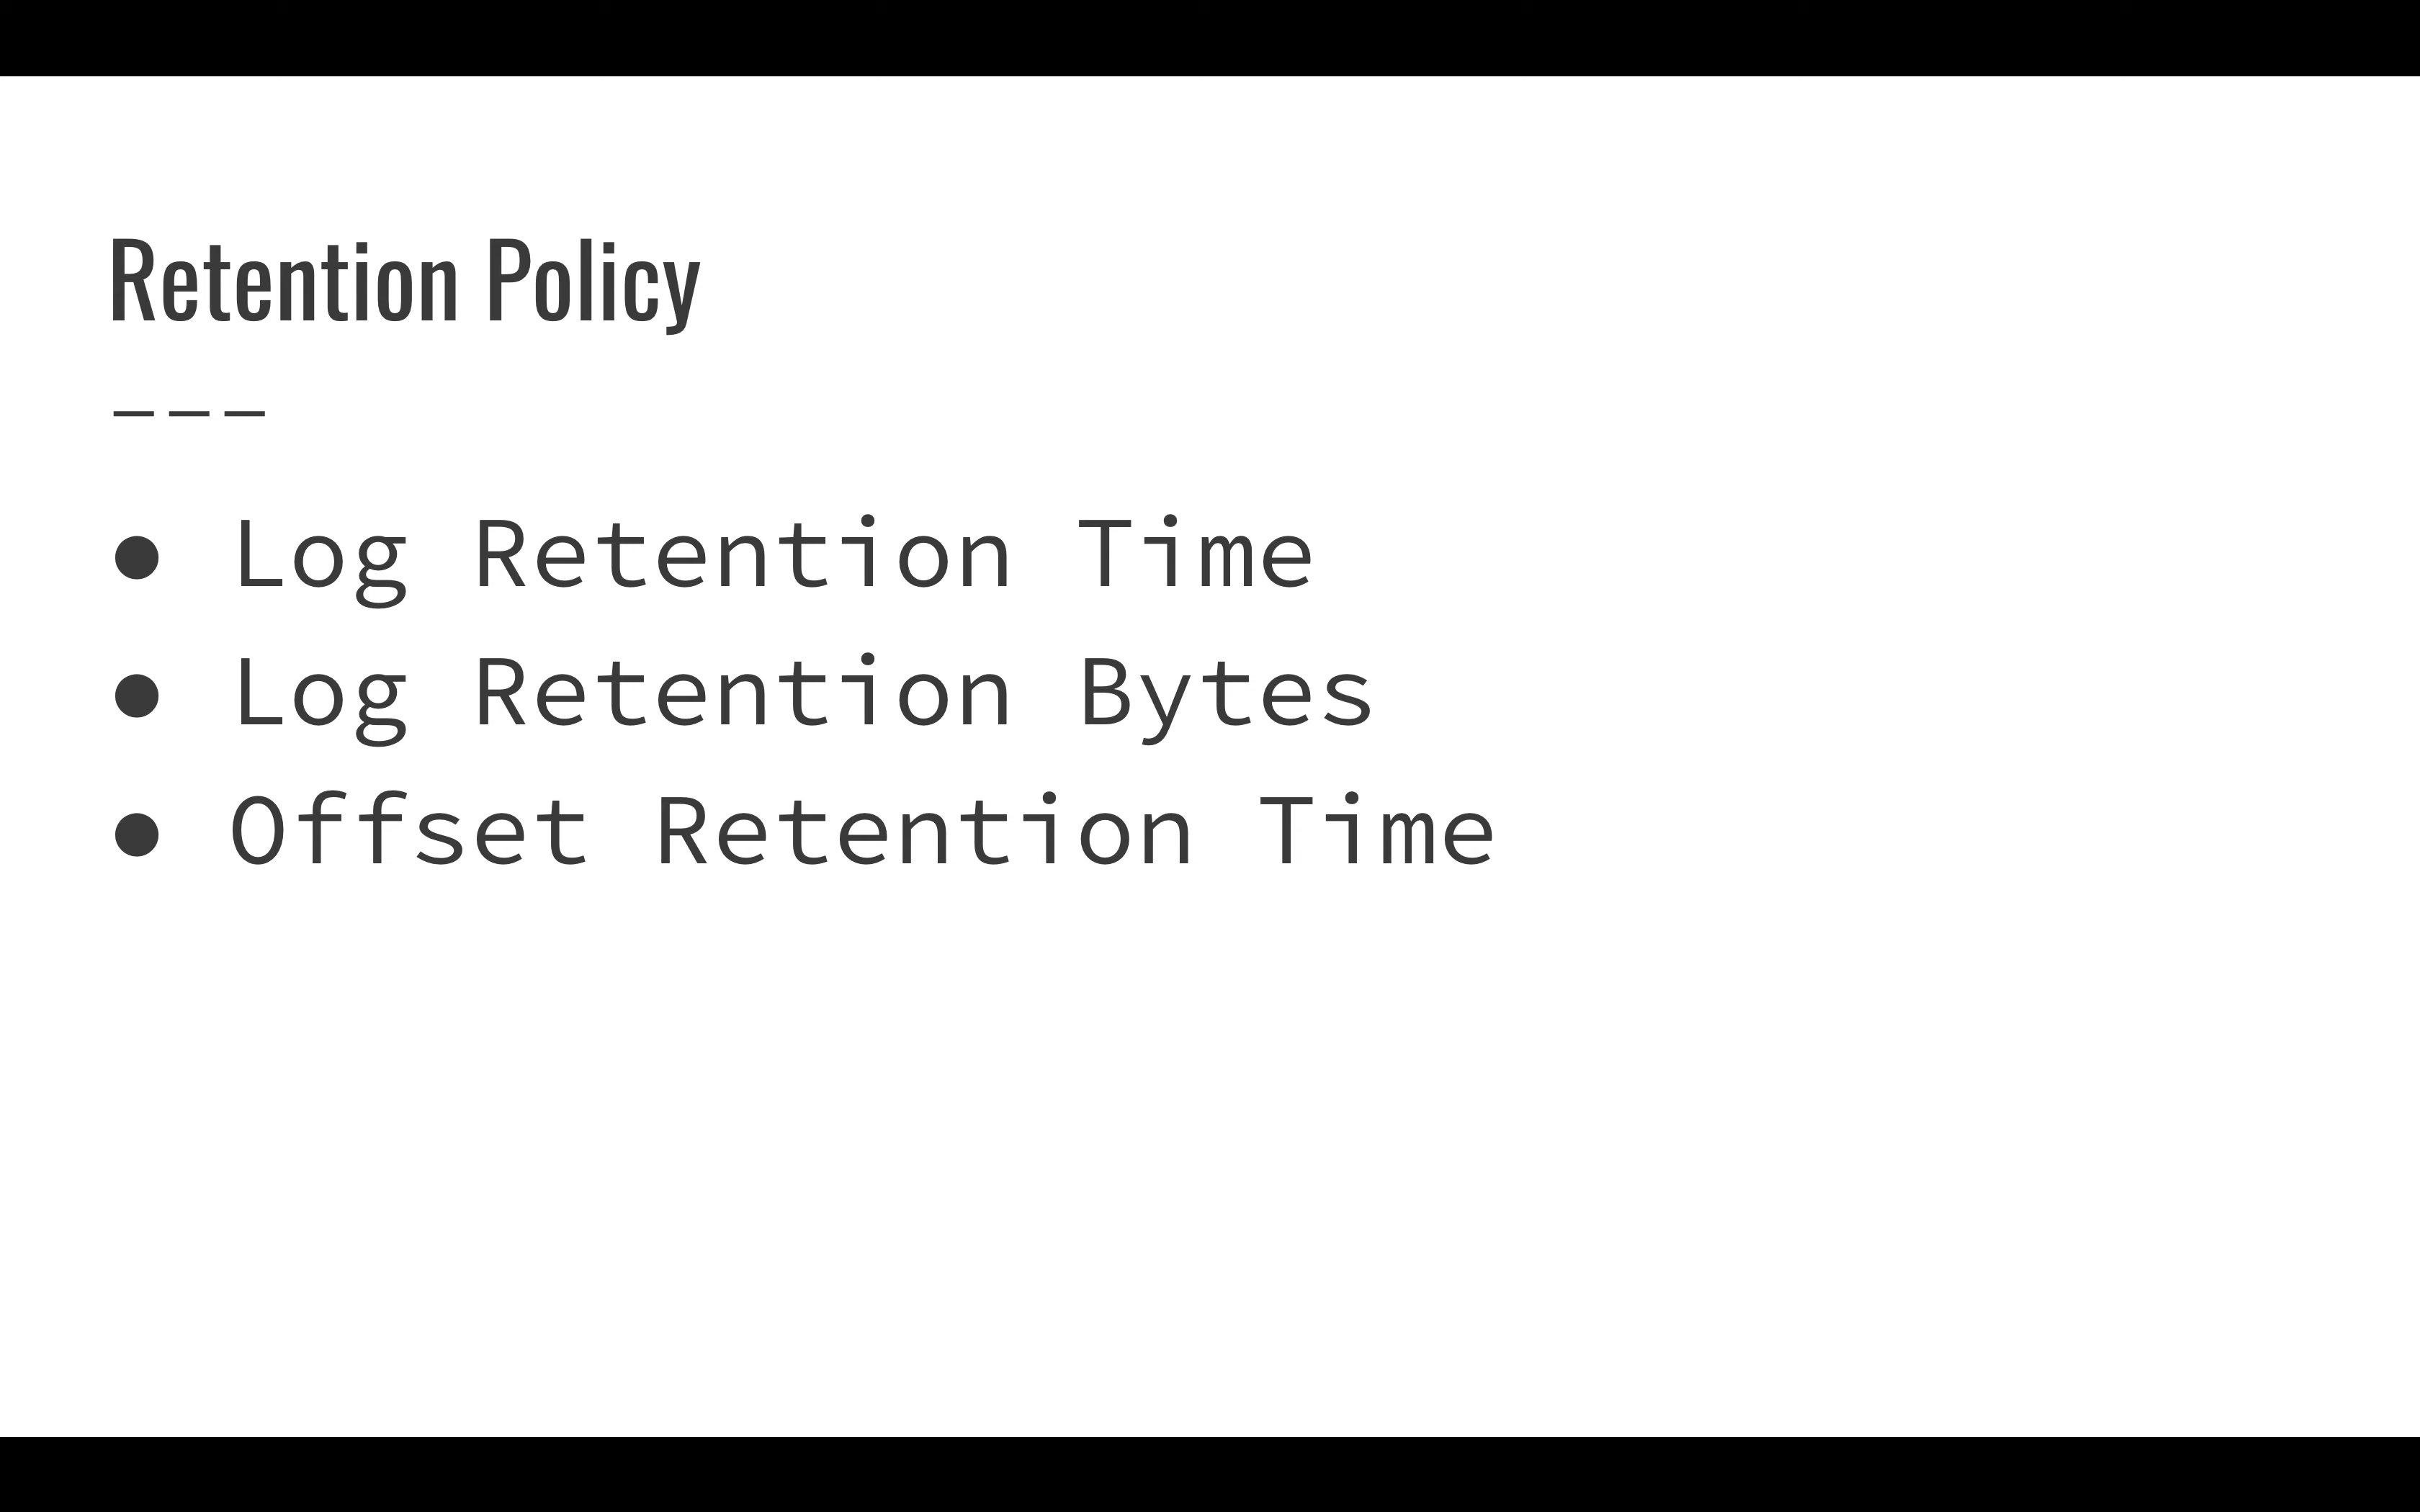 Retention Policy
---
● Log Retention Time
● Log Retention Bytes
● Offset Retention Time